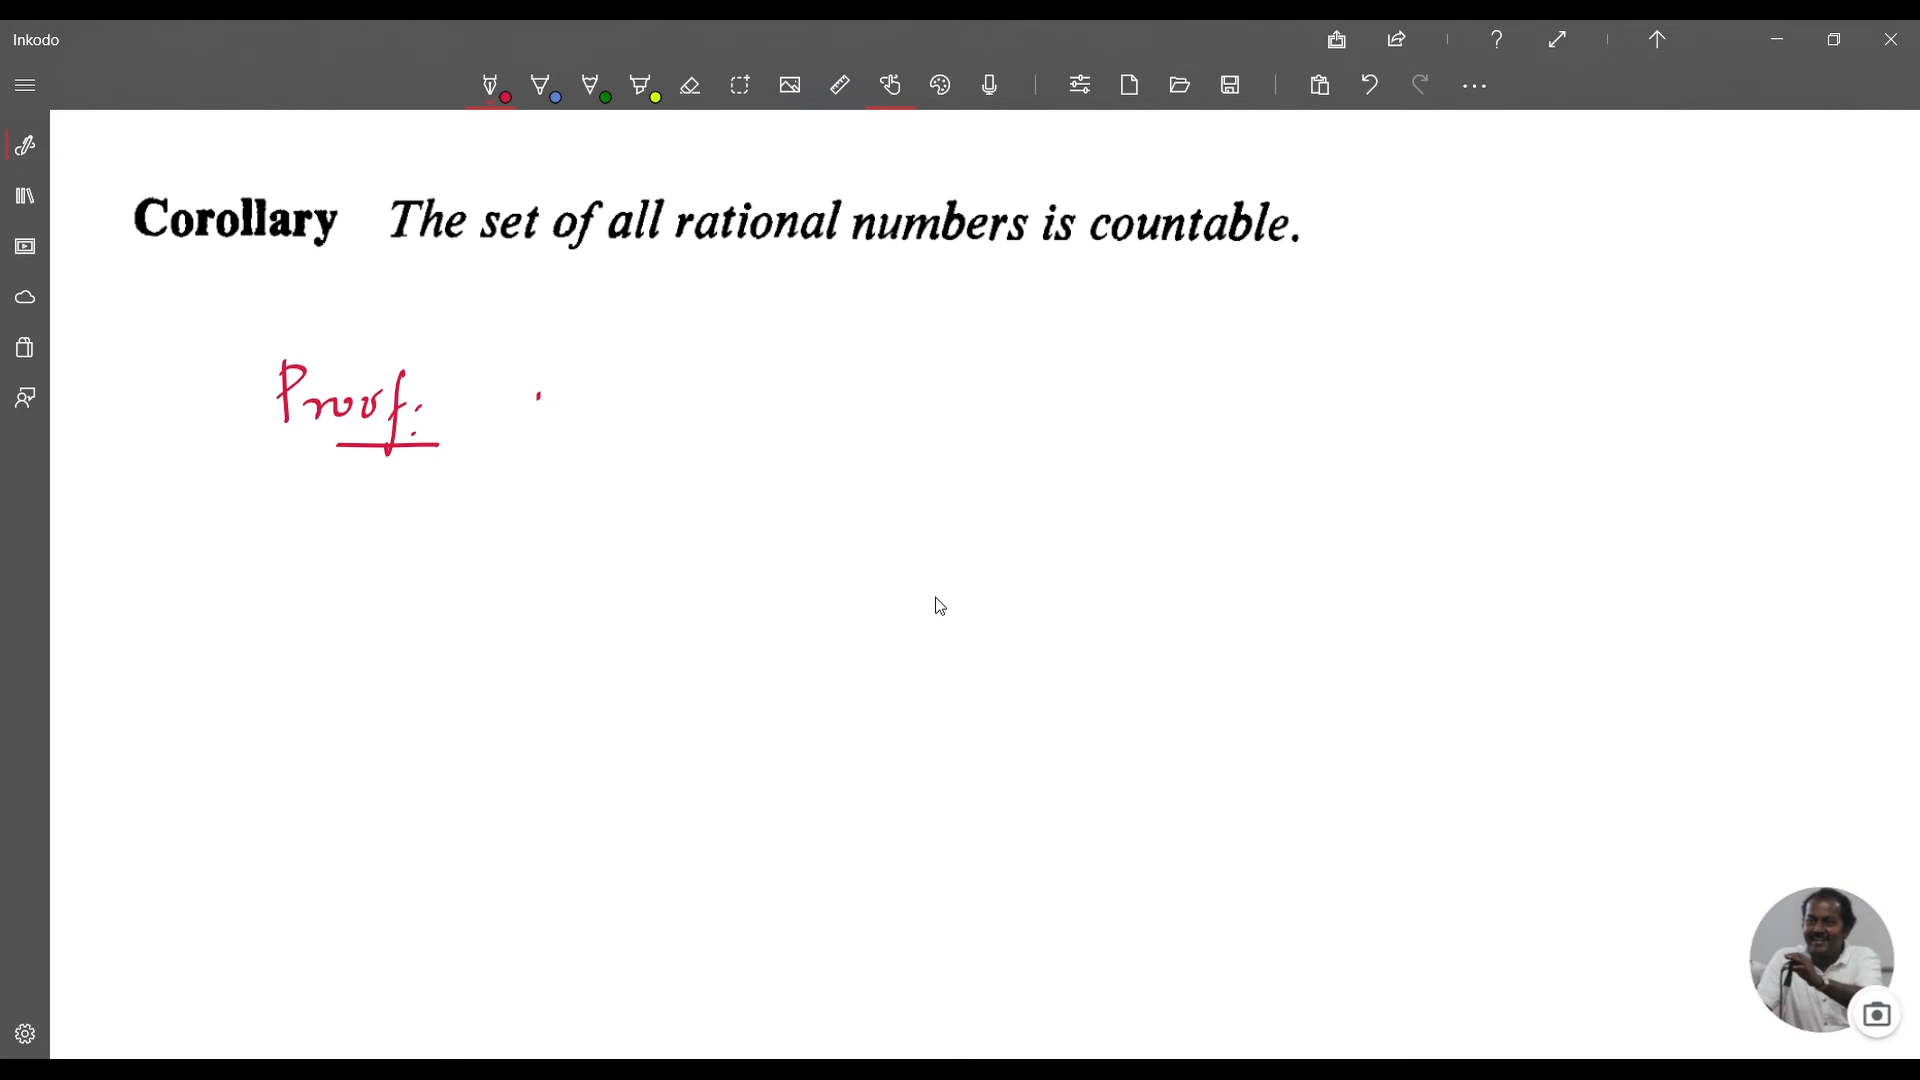 Inkodo
Corollary The set of all rational numbers is countable.
Proof: